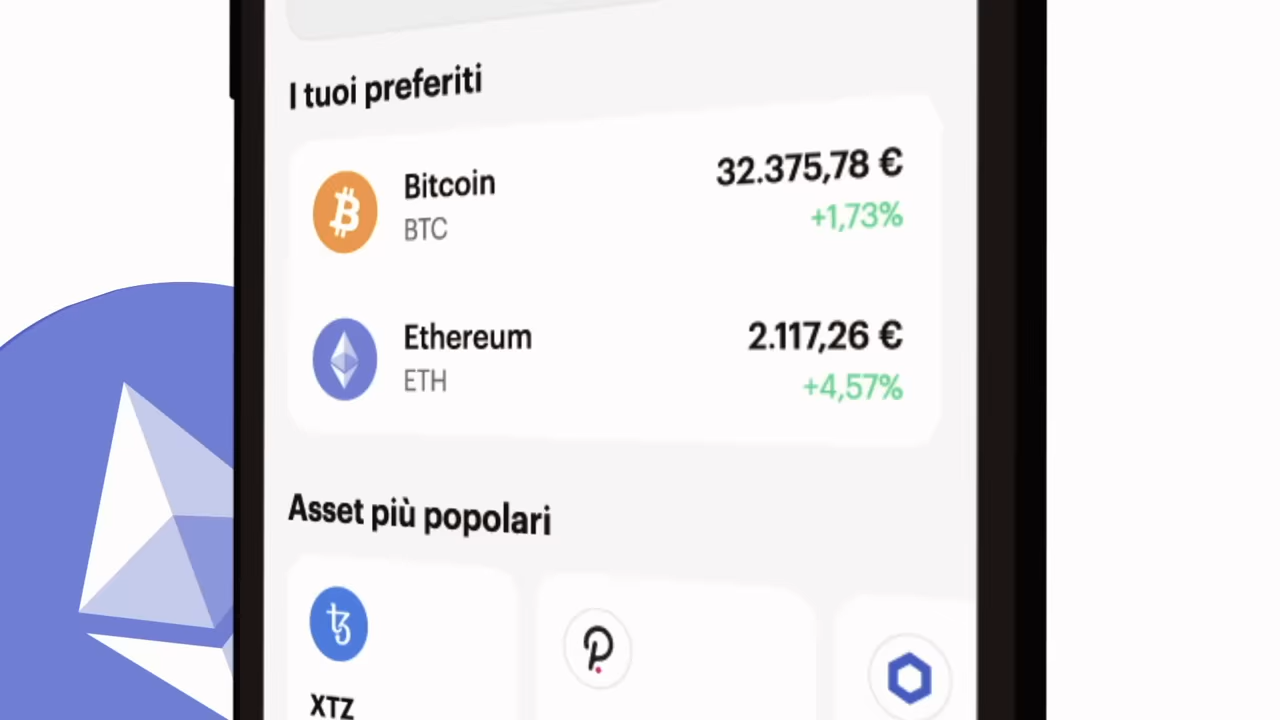 I tuoi preferiti
Bitcoin
32.375,78 €
BTC
+1,73%
Ethereum
2.117,26 €
ETH
+4,57%
Asset più popolari
XTZ